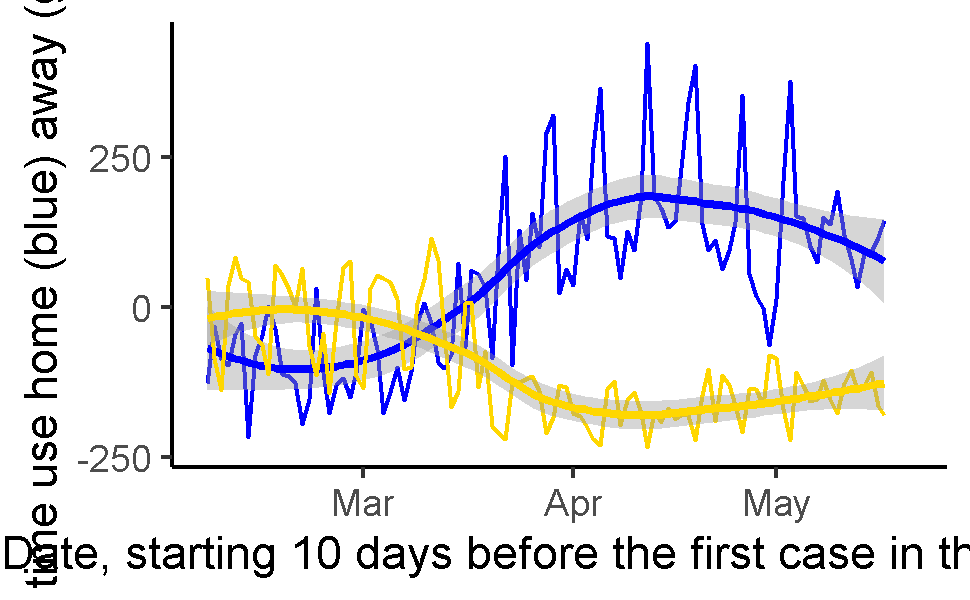 time use home (blue) away (
250
0
-250
Mar Apr May
Date, starting 10 days before the first case in th